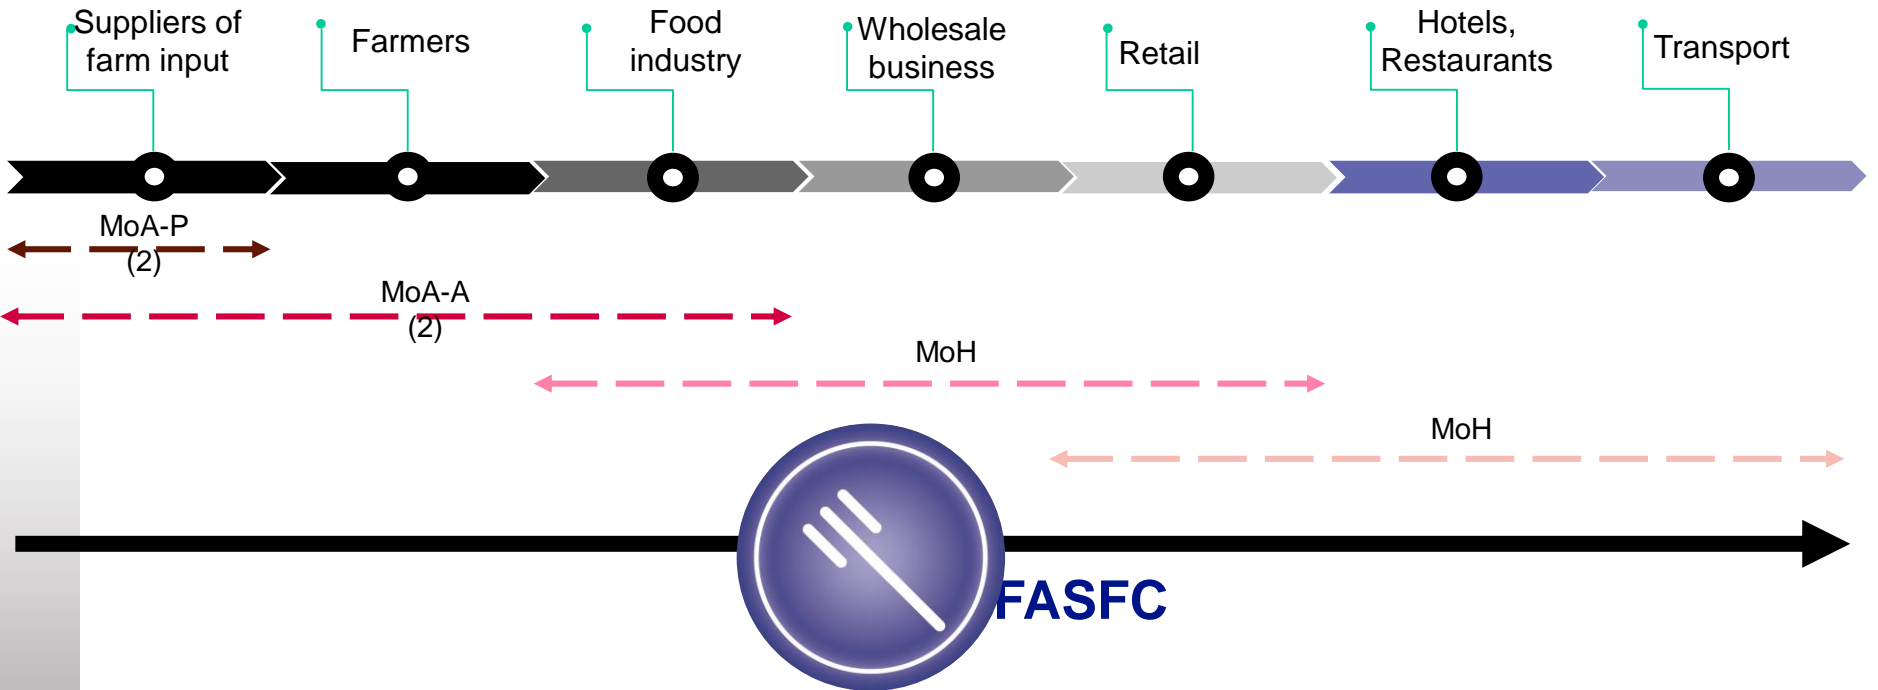 Suppliers of
farm input
Farmers
Food
industry
Wholesale
business
Retail
Hotels,
Restaurants
Transport
MoA-P
(2)
MoA-A
(2)
MoH
MoH
FASFC